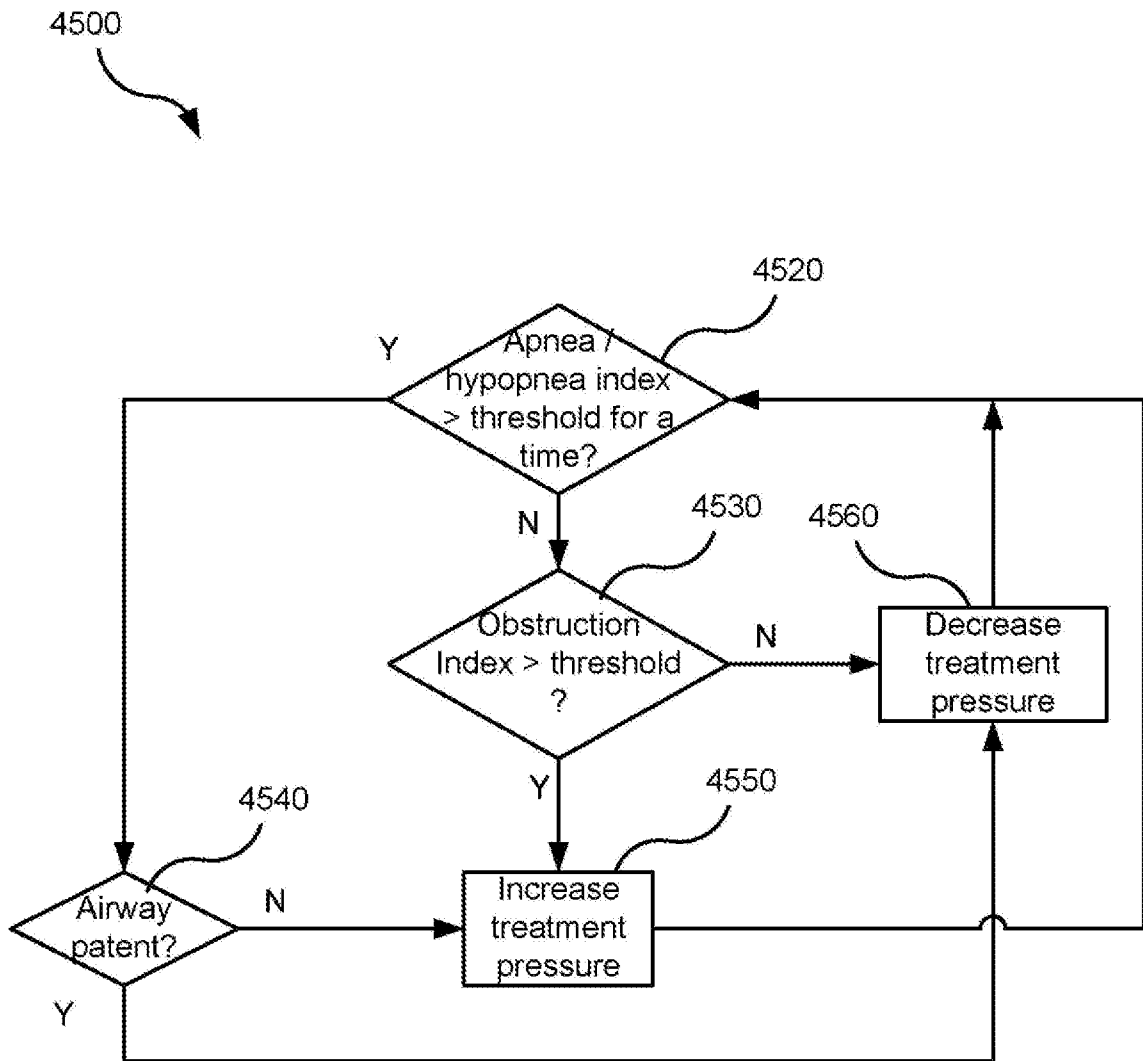 4500
4520
Y
Apnea /
hypopnea index
> threshold for a
time?
N
4530
4560
Obstruction
Index > threshold
?
N
Decrease
treatment
pressure
Y
4550
4540
Airway
patent?
N
Increase
treatment
pressure
Y